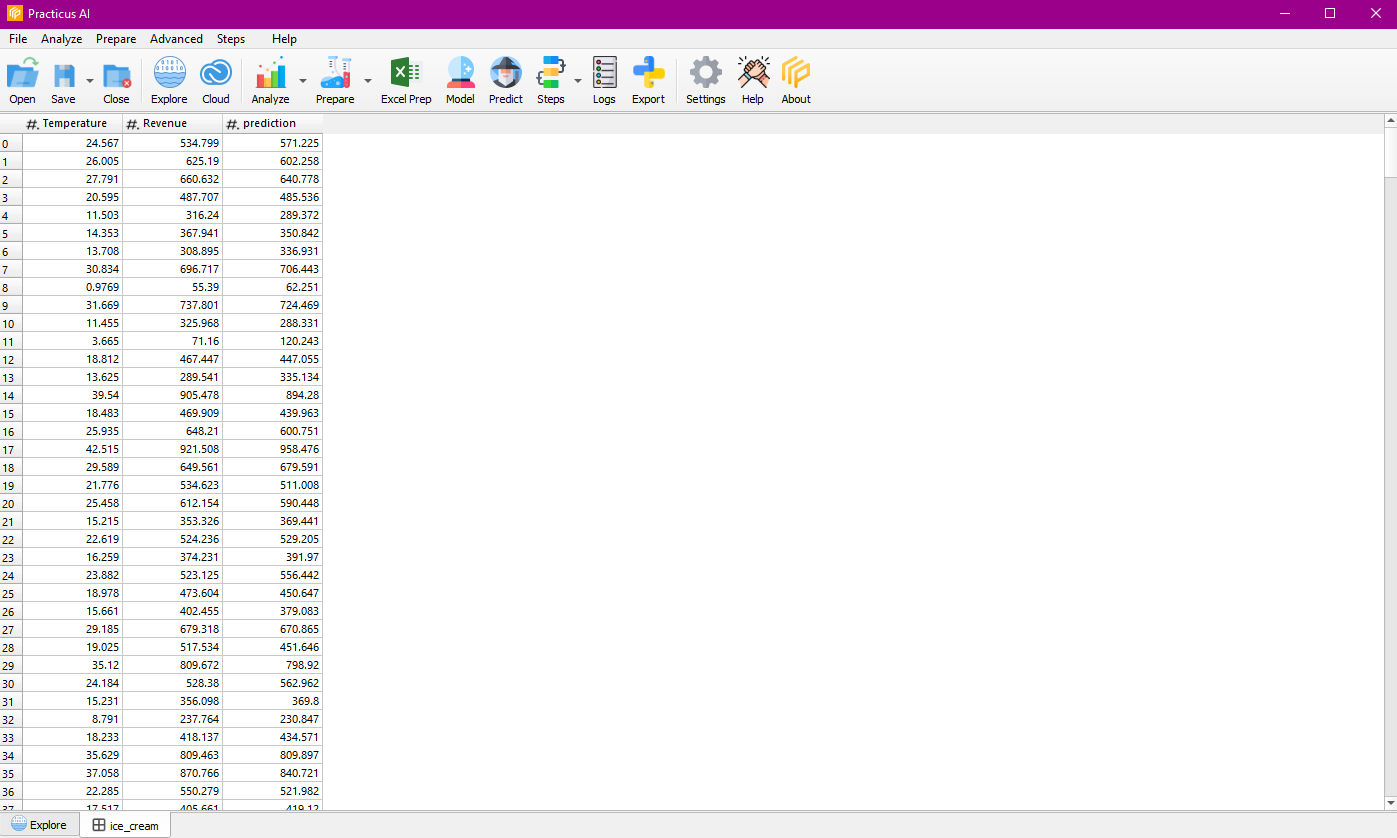 Practicus AI
File Analyze Prepare Advanced Steps Help
Open Save Close Explore Cloud Analyze Prepare Excel Prep Model Predict Steps Logs Export Settings Help About
#. Temperature #. Revenue #. prediction
0 24.567 534.799 571.225
1 26.005 625.19 602.258
2 27.791 660.632 640.778
3 20.595 487.707 485.536
4 11.503 316.24 289.372
5 14.353 367.941 350.842
6 13.708 308.895 336.931
7 30.834 696.717 706.443
8 0.9769 55.39 62.251
9 31.669 737.801 724.469
10 11.455 325.968 288.331
11 3.665 71.16 120.243
12 18.812 467.447 447.055
13 13.625 289.541 335.134
14 39.54 905.478 894.28
15 18.483 469.909 439.963
16 25.935 648.21 600.751
17 42.515 921.508 958.476
18 29.589 649.561 679.591
19 21.776 534.623 511.008
20 25.458 612.154 590.448
21 15.215 353.326 369.441
22 22.619 524.236 529.205
23 16.259 374.231 391.97
24 23.882 523.125 556.442
25 18.978 473.604 450.647
26 15.661 402.455 379.083
27 29.185 679.318 670.865
28 19.025 517.534 451.646
29 35.12 809.672 798.92
30 24.184 528.38 562.962
31 15.231 356.098 369.8
32 8.791 237.764 230.847
33 18.233 418.137 434.571
34 35.629 809.463 809.897
35 37.058 870.766 840.721
36 22.285 550.279 521.982
37 17.517 405.661 419.12
Explore ice_cream